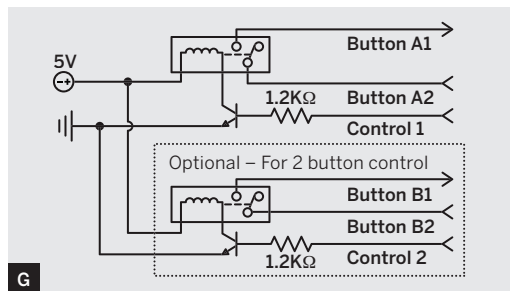 Button A1
5V
Button A2
1.2KΩ
Control 1
Optional – For 2 button control
Button B1
Button B2
1.2KΩ
Control 2
G